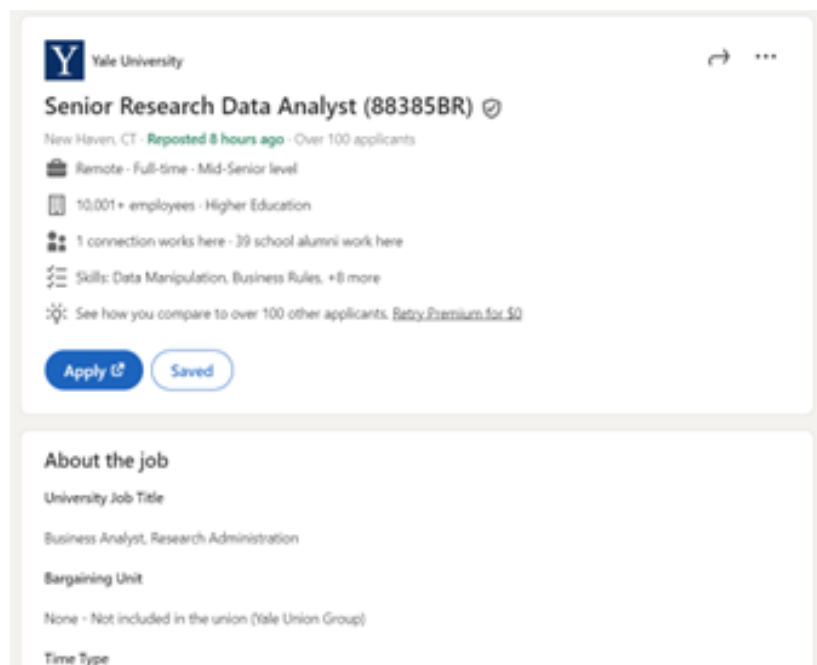 Y Yale University
Senior Research Data Analyst (88385BR)
New Haven, CT · Reposted 8 hours ago · Over 100 applicants
Remote · Full-time · Mid-Senior level
10,001+ employees · Higher Education
1 connection works here · 39 school alumni work here
Skills: Data Manipulation, Business Rules, +8 more
See how you compare to over 100 other applicants. Retry Premium for $0
Apply Saved
About the job
University Job Title
Business Analyst, Research Administration
Bargaining Unit
None - Not included in the union (Yale Union Group)
Time Type